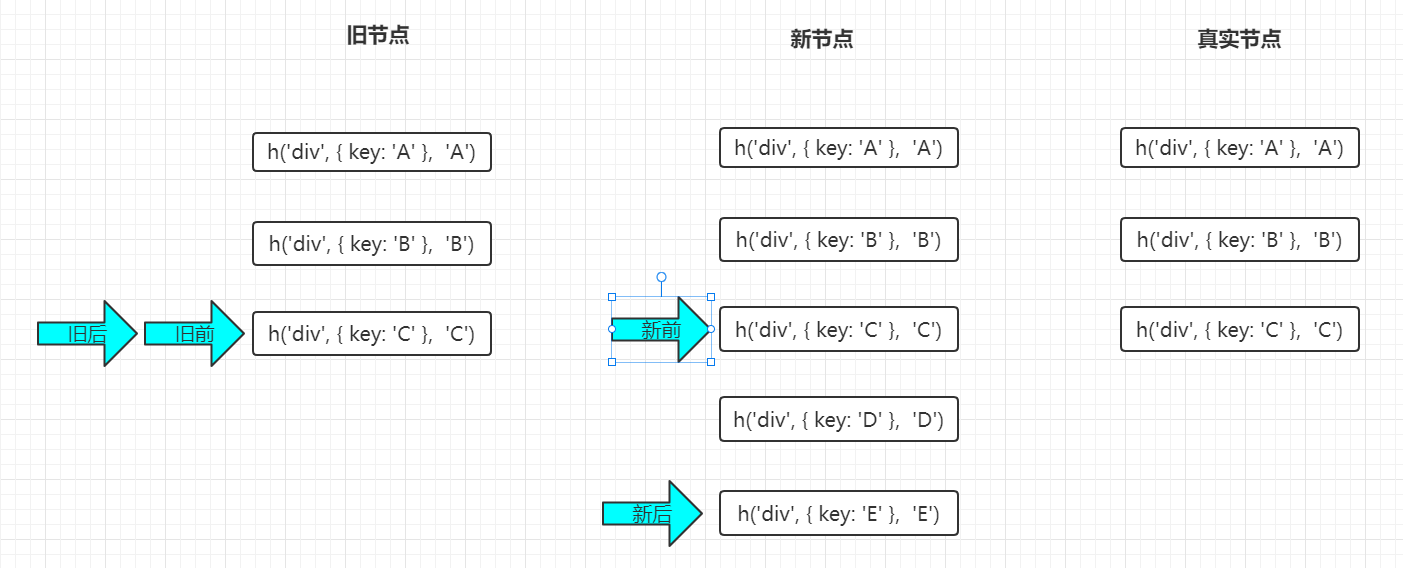 旧节点
新节点
真实节点
h('div', { key: 'A' },  'A')
h('div', { key: 'A' },  'A')
h('div', { key: 'A' },  'A')
h('div', { key: 'B' },  'B')
h('div', { key: 'B' },  'B')
h('div', { key: 'B' },  'B')
旧后
旧前
h('div', { key: 'C' },  'C')
新前
h('div', { key: 'C' },  'C')
h('div', { key: 'C' },  'C')
h('div', { key: 'D' },  'D')
新后
h('div', { key: 'E' },  'E')